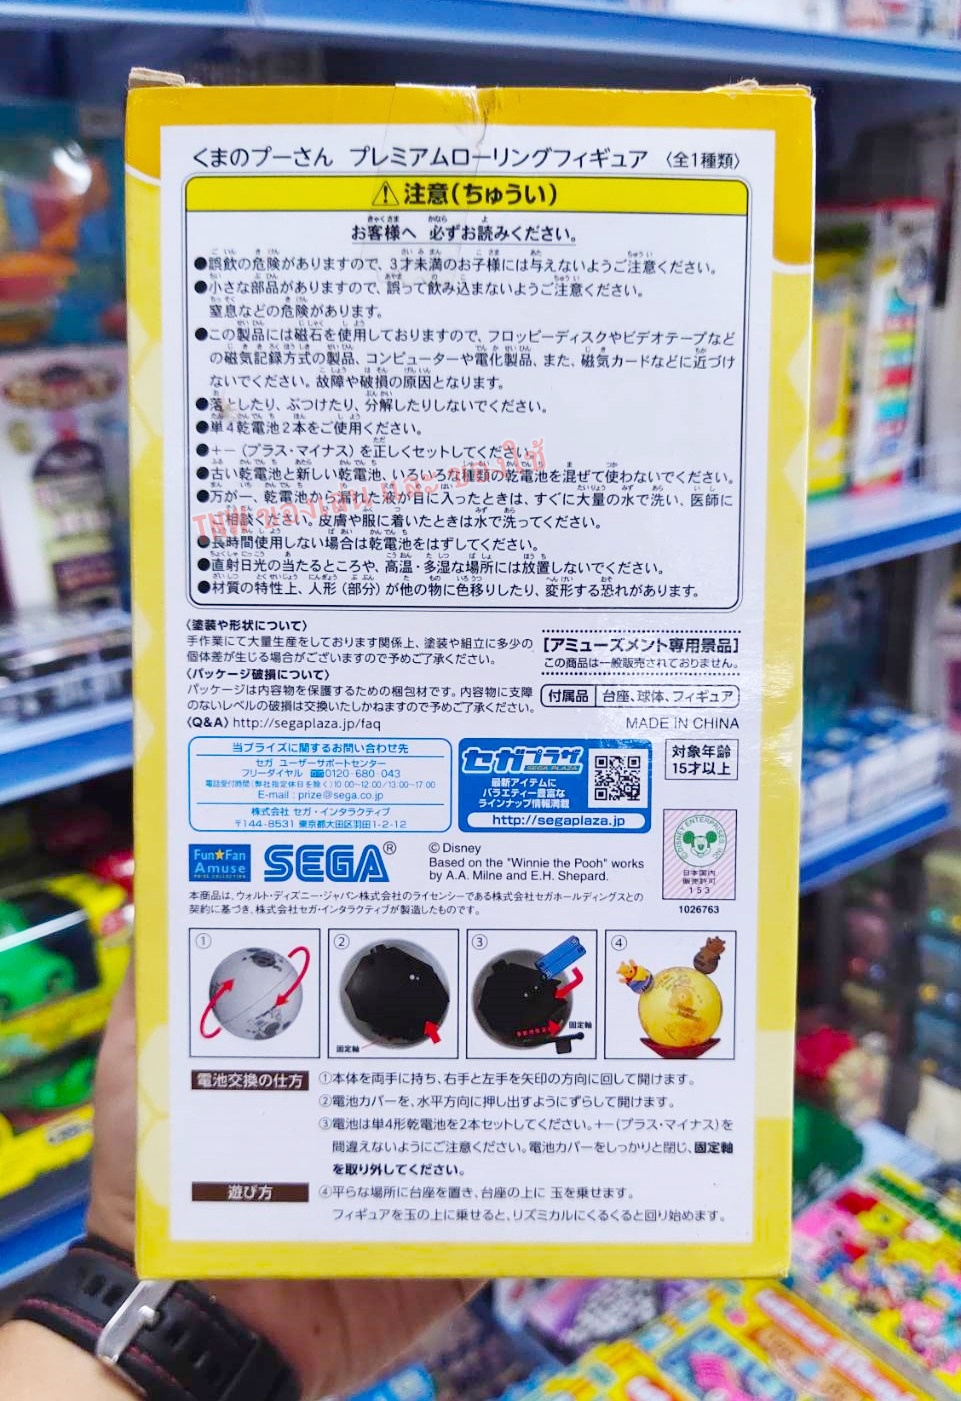 くまのプーさん プレミアムローリングフィギュア 〈全1種類〉
⚠注意(ちゅうい)
お客様へ 必ずお読みください。
●誤飲の危険がありますので、3才未満のお子様には与えないようご注意ください。
●小さな部品がありますので、誤って飲み込まないようご注意ください。
窒息などの危険があります。
●この製品には磁石を使用しておりますので、フロッピーディスクやビデオテープなど
の磁気記録方式の製品、コンピューターや電化製品、また、磁気カードなどに近づけ
ないでください。故障や破損の原因となります。
●落としたり、ぶつけたり、分解したりしないでください。
●単4乾電池2本をご使用ください。
●+-(プラス・マイナス)を正しくセットしてください。
●古い乾電池と新しい乾電池、いろいろな種類の乾電池を混ぜて使わないでください。
●万が一、乾電池から漏れた液が目に入ったときは、すぐに大量の水で洗い、医師に
ご相談ください。皮膚や服に着いたときは水で洗ってください。
●長時間使用しない場合は乾電池をはずしてください。
●直射日光の当たるところや、高温・多湿な場所には放置しないでください。
●材質の特性上、人形(部分)が他の物に色移りしたり、変形する恐れがあります。
〈塗装や形状について〉
手作業にて大量生産をしております関係上、塗装や組立に多少の
個体差が生じる場合がございますので予めご了承ください。
〈パッケージ破損について〉
パッケージは内容物を保護するための梱包材です。内容物に支障
のないレベルの破損は交換いたしかねますので予めご了承ください。
〈Q&A〉http://segaplaza.jp/faq
[アミューズメント専用景品]
この商品は一般販売されておりません。
付属品 台座、球体、フィギュア
MADE IN CHINA
当プライズに関するお問い合わせ先
セガ ユーザーサポートセンター
フリーダイヤル 0120-680-043
電話受付時間(弊社指定休日を除く)10:00~12:00/13:00~17:00
E-mail:prize@sega.co.jp
株式会社 セガ・インタラクティブ
〒144-8531 東京都大田区羽田1-2-12
セガプラザ
SEGA PLAZA
最新アイテムに
バラエティー豊富な
ラインナップ情報満載
http://segaplaza.jp
対象年齢
15才以上
Fun★Fan
Amuse
PRIZE COLLECTION
SEGA®
©Disney
Based on the "Winnie the Pooh" works
by A.A. Milne and E.H. Shepard.
DISNEY ENTERPRISES INC
日本国内
販売許可
153
1026763
本商品は、ウォルト・ディズニー・ジャパン株式会社のライセンシーである株式会社セガホールディングスとの
契約に基づき、株式会社セガ・インタラクティブが製造したものです。
①
②
固定軸
③
固定軸
④
電池交換の仕方
①本体を両手に持ち、右手と左手を矢印の方向に回して開けます。
②電池カバーを、水平方向に押し出すようにずらして開けます。
③電池は単4形乾電池を2本セットしてください。+-(プラス・マイナス)を
間違えないようにご注意ください。電池カバーをしっかりと閉じ、固定軸
を取り外してください。
遊び方
④平らな場所に台座を置き、台座の上に 玉を乗せます。
フィギュアを玉の上に乗せると、リズミカルにくるくると回り始めます。